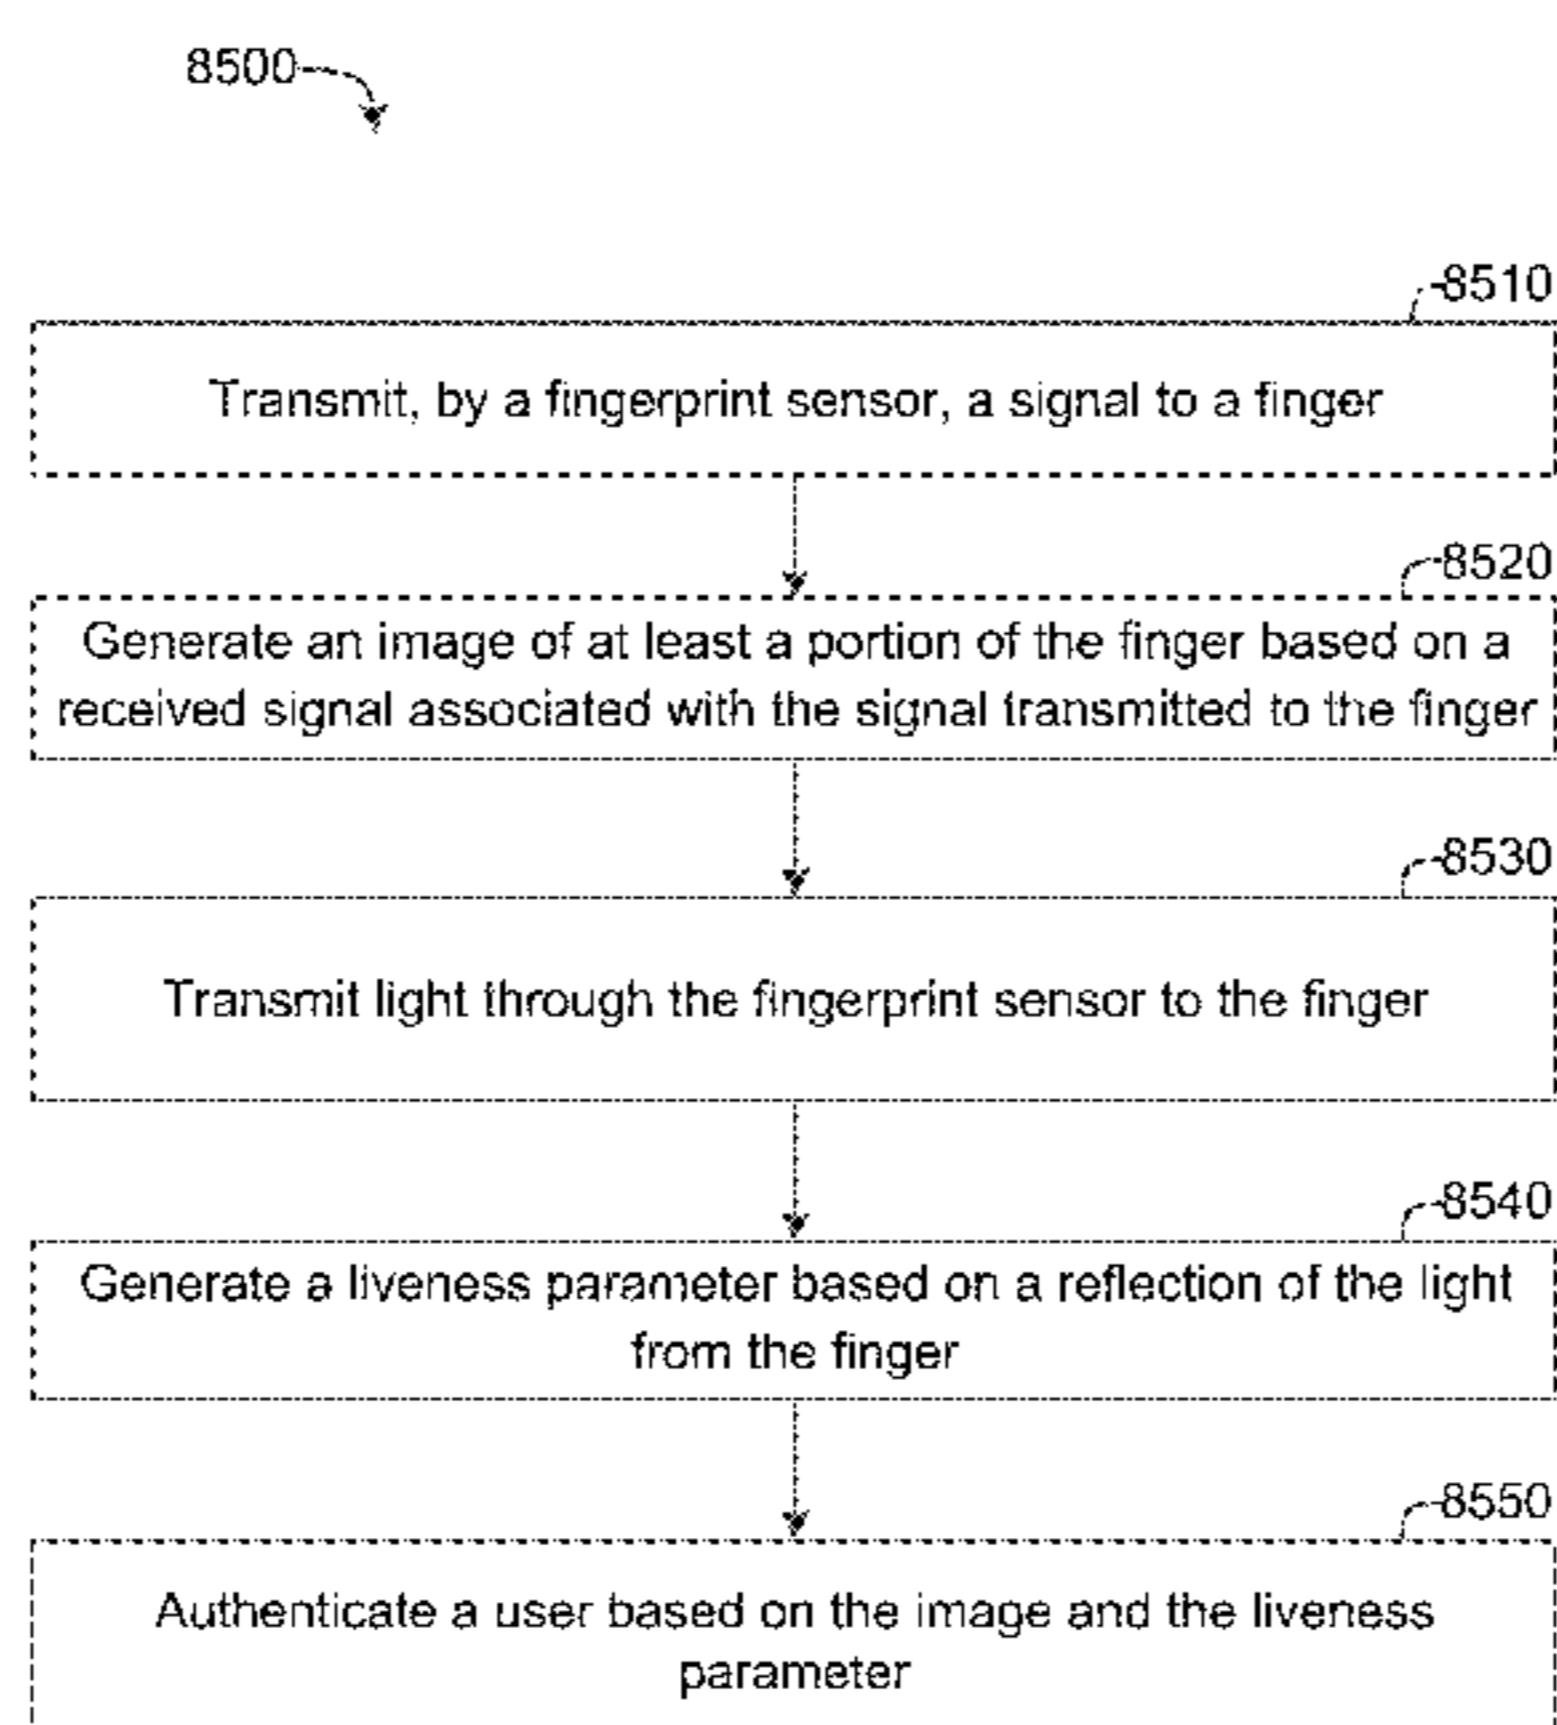 8500
8510
Transmit, by a fingerprint sensor, a signal to a finger
8520
Generate an image of at least a portion of the finger based on a
received signal associated with the signal transmitted to the finger
8530
Transmit light through the fingerprint sensor to the finger
8540
Generate a liveness parameter based on a reflection of the light
from the finger
8550
Authenticate a user based on the image and the liveness
parameter